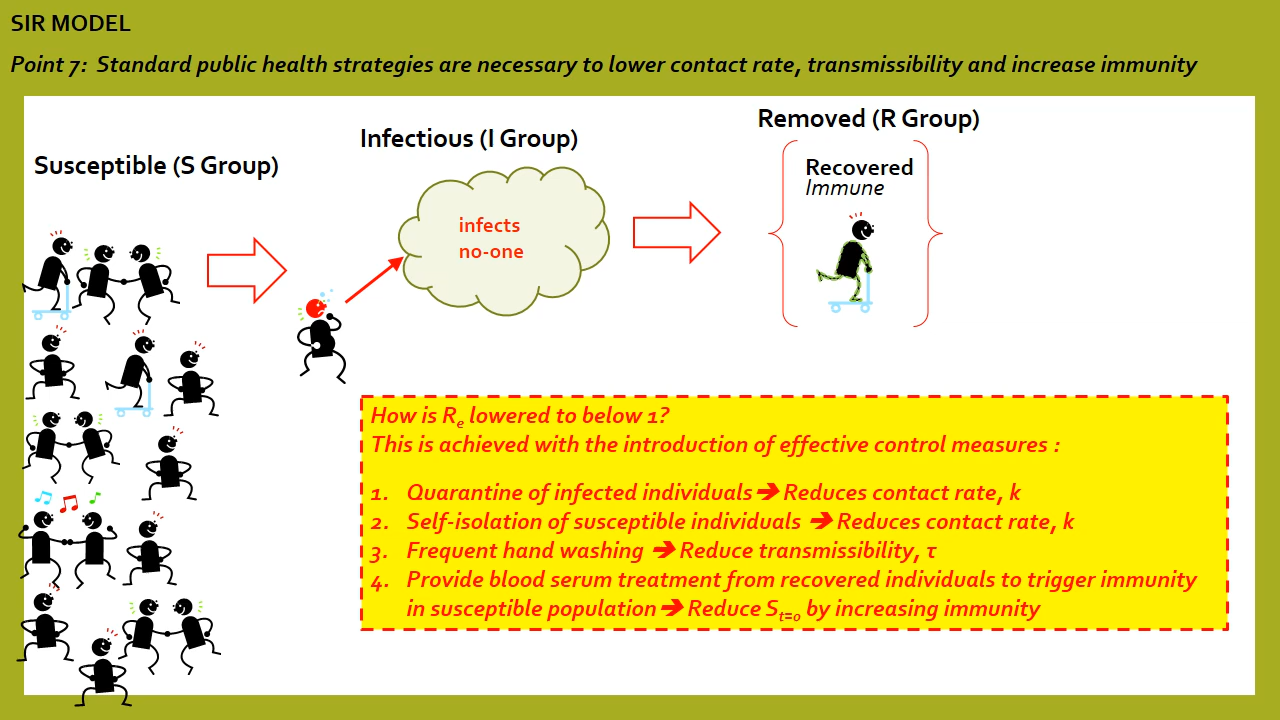 SIR MODEL
Point 7:  Standard public health strategies are necessary to lower contact rate, transmissibility and increase immunity
Susceptible (S Group)
Infectious (I Group)
Removed (R Group)
infects
no-one
Recovered
Immune
How is Re lowered to below 1?
This is achieved with the introduction of effective control measures :
1. Quarantine of infected individuals → Reduces contact rate, k
2. Self-isolation of susceptible individuals → Reduces contact rate, k
3. Frequent hand washing → Reduce transmissibility, τ
4. Provide blood serum treatment from recovered individuals to trigger immunity
in susceptible population → Reduce St=0 by increasing immunity